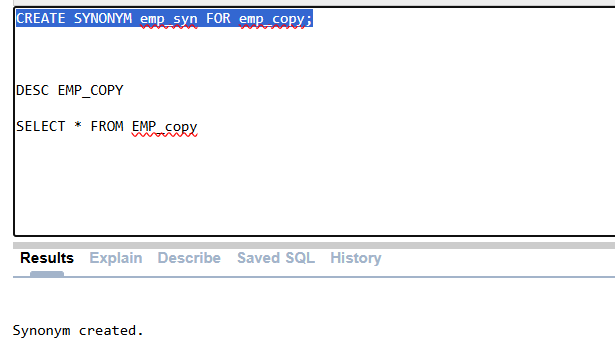 CREATE SYNONYM emp_syn FOR emp_copy;
DESC EMP_COPY
SELECT * FROM EMP_copy
Results Explain Describe Saved SQL History
Synonym created.